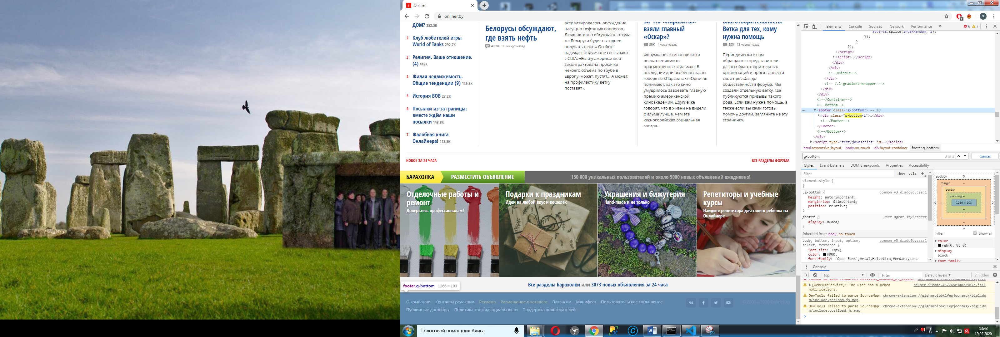 Onliner
onliner.by
ДОМ? 252,5K
2 Клуб любителей игры
World of Tanks 292,7K
3 Религия. Ваше отношение.
(4) 448K
4 Жилая недвижимость.
Общие тенденции (9) 149,3K
5 История ВОВ 27,2K
6 Посылки из-за границы:
вместе ждём наши
посылки 148,8K
7 Жалобная книга
Онлайнера! 112,8K
Белорусы обсуждают,
где взять нефть
40,2K 30 минут назад
активизировалось обсуждение
насущно-нефтяных вопросов.
Люди активно обсуждают, откуда
же Беларуси будет выгоднее
получать нефть. Особые
надежды форумчане связывают
с США: «Если у американцев
законтрактована прокачка
некоего объема по трубе в
Европу, может, пустят... А может,
на профилактику ветку
поставят».
За что «Паразиты»
взяли главный
«Оскар»?
30K 4 часа назад
Форумчане активно делятся
впечатлениями от
просмотренных фильмов. В
последние дни особенно часто
говорят о «Паразитах». Одни не
понимают, как это кино
умудрилось завоевать главную
премию американской
киноакадемии. Другие же
говорят, что в жизни не видели
фильма лучше, чем эта
южнокорейская социальная
сатира.
Благотворительность.
Ветка для тех, кому
нужна помощь
880 13 часов назад
Периодически к нам
обращаются представители
разных благотворительных
организаций и просят донести
свои просьбы до
общественности форума. Мы
создали отдельную ветку, где
публикуются призывы такого
рода. Если вам нужна помощь, а
также если вы сами готовы
помочь другим, загляните на эту
страничку.
НОВОЕ ЗА 24 ЧАСА
ВСЕ РАЗДЕЛЫ ФОРУМА
БАРАХОЛКА
РАЗМЕСТИТЬ ОБЪЯВЛЕНИЕ
150 000 уникальных пользователей и около 5000 новых объявлений ежедневно!
Отделочные работы и
ремонт
Доверьтесь профессионалам!
Подарки к праздникам
Идеи на любой вкус и кошелек
Украшения и бижутерия
Hand-made и не только
Репетиторы и учебные
курсы
Найдите репетитора для своего ребенка на
Онлайнере
Все разделы Барахолки или 3073 новых объявления за 24 часа
footer.g-bottom 1266 × 103
О компании Контакты редакции Реклама Размещение в каталоге Вакансии Манифест Пользовательское соглашение
Публичные договоры Политика конфиденциальности Поддержка пользователей
© 2001—2020 Onliner.by
Elements Console Sources Network Performance » 6 7
adverts.splice(indexRandom, 1);
});
}
});
</script>
<script>…</script>
</div>
</div>
<!--/Middle-->
</div>
<!-- /.l-gradient-wrapper -->
</div>
</div>
<!--/Container-->
<!--Bottom-->
<footer class="g-bottom"> == $0
<div class="g-bottom-i">…</div>
<!--/Footer-->
</footer>
<!--/Bottom-->
</div>
<script type="text/javascript" id>…</script>
html.responsive-layout body.no-touch div.layout-container footer.g-bottom
g-bottom 3 of 3 Cancel
Styles Event Listeners DOM Breakpoints Properties Accessibility
Filter :hov .cls +
element.style {
}
.g-bottom { common_v3.d…adc0b.css:1
height: auto!important;
margin-top: 0!important;
position: relative;
}
footer { user agent stylesheet
display: block;
}
Inherited from body.no-touch
body, button, input, option, common_v3.d…adc0b.css:1
select, textarea {
font-size: 13px;
color: #000;
font-family: 'Open Sans',Arial,Helvetica,Verdana,sans-
position 0
margin –
border –
padding –
0 – – – 1266 × 103 – – – 0
–
–
–
Filter Show all
color
rgb(0, 0, 0)
display
block
font-family
Console
top Filter Default levels 2 hidden
[WebPushService]: The user has blocked helper-iframe.462748c30822507c.js:1
notifications.
DevTools failed to parse SourceMap: chrome-extension://gighmmpiobklfepjocnamgkkbiglido
m/include.preload.js.map
DevTools failed to parse SourceMap: chrome-extension://gighmmpiobklfepjocnamgkkbiglido
m/include.postload.js.map
Голосовой помощник Алиса
JP
13:43
19.02.2020